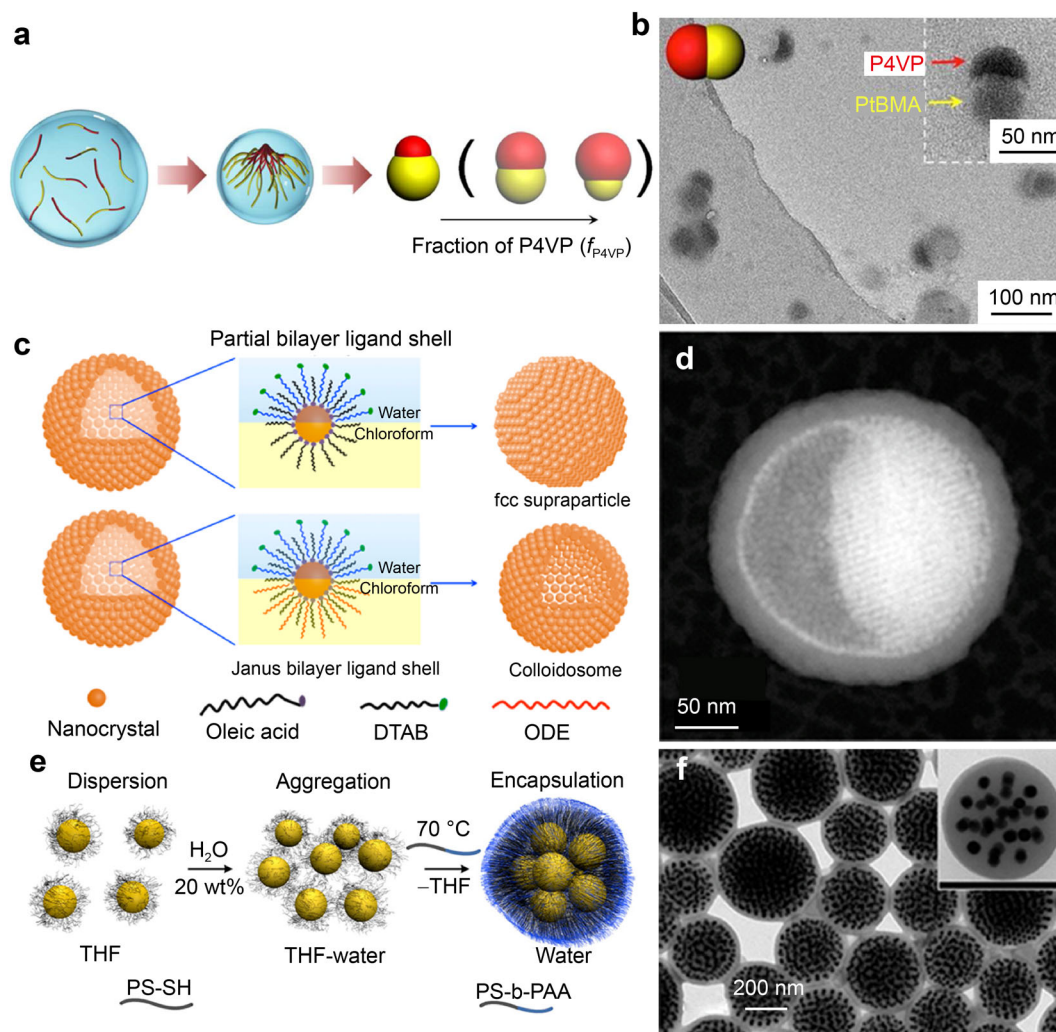 a
Fraction of P4VP (fP4VP)
b
P4VP
PtBMA
50 nm
100 nm
c
Partial bilayer ligand shell
Water
Chloroform
fcc supraparticle
Water
Chloroform
Janus bilayer ligand shell
Colloidosome
Nanocrystal
Oleic acid
DTAB
ODE
d
50 nm
e
Dispersion
Aggregation
Encapsulation
H2O
20 wt%
70 °C
−THF
THF
THF-water
Water
PS-SH
PS-b-PAA
f
200 nm